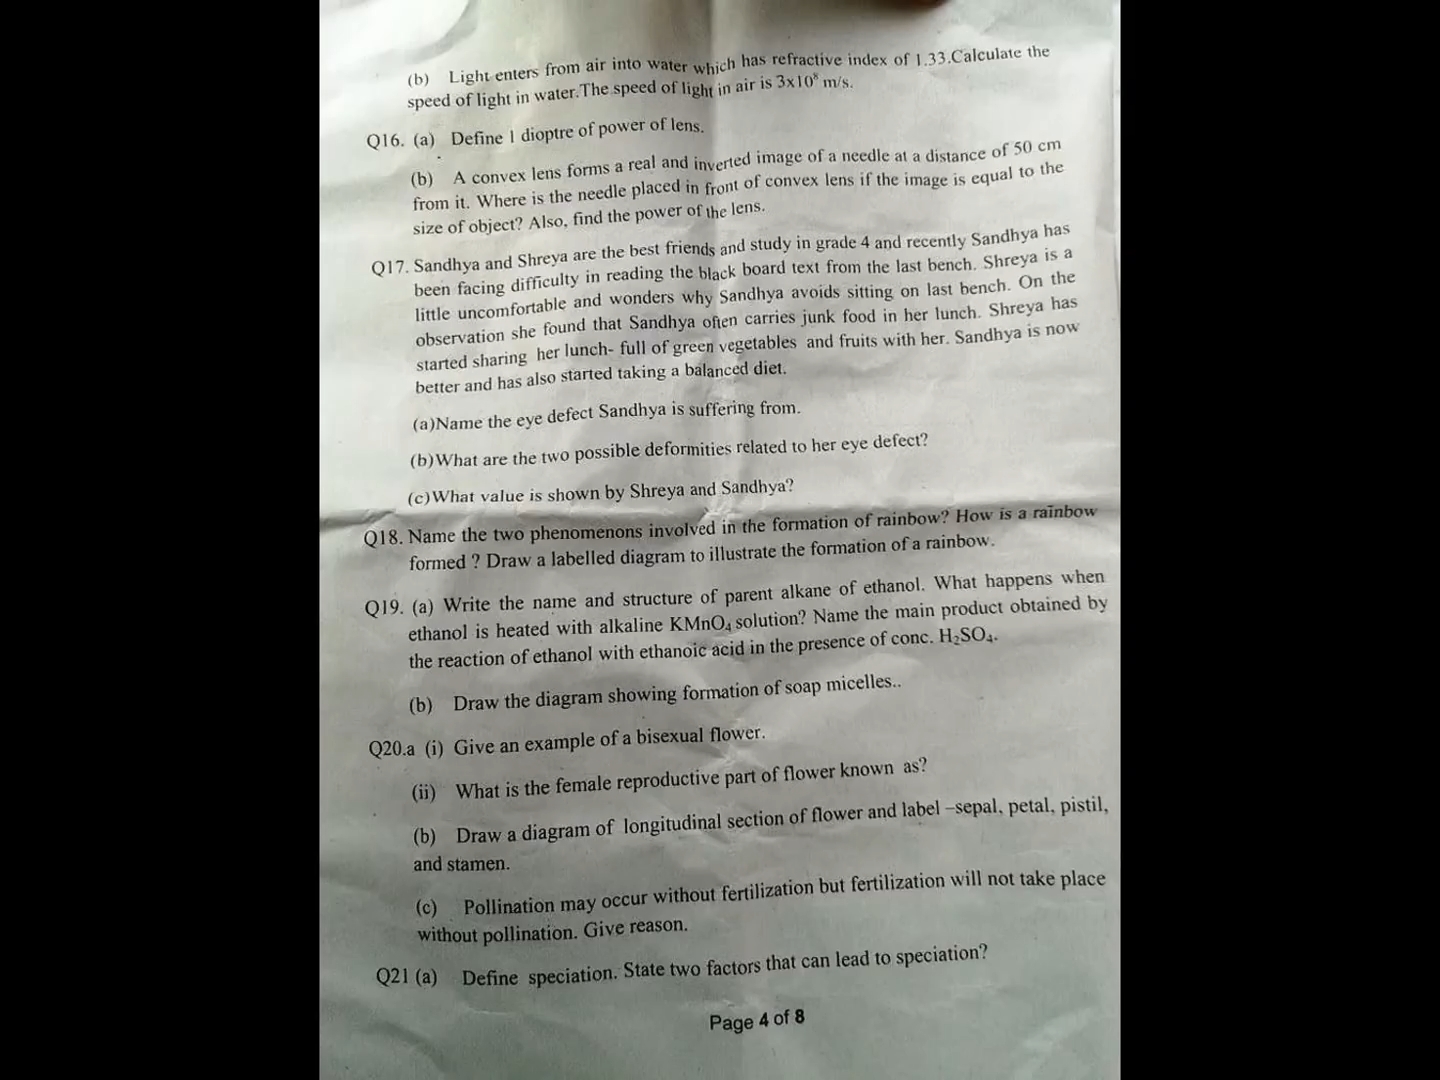 (b) Light enters from air into water which has refractive index of 1.33.Calculate the
speed of light in water.The speed of light in air is 3x10⁸ m/s.
Q16. (a) Define 1 dioptre of power of lens.
(b) A convex lens forms a real and inverted image of a needle at a distance of 50 cm
from it. Where is the needle placed in front of convex lens if the image is equal to the
size of object? Also, find the power of the lens.
Q17. Sandhya and Shreya are the best friends and study in grade 4 and recently Sandhya has
been facing difficulty in reading the black board text from the last bench. Shreya is a
little uncomfortable and wonders why Sandhya avoids sitting on last bench. On the
observation she found that Sandhya often carries junk food in her lunch. Shreya has
started sharing her lunch- full of green vegetables and fruits with her. Sandhya is now
better and has also started taking a balanced diet.
(a)Name the eye defect Sandhya is suffering from.
(b)What are the two possible deformities related to her eye defect?
(c)What value is shown by Shreya and Sandhya?
Q18. Name the two phenomenons involved in the formation of rainbow? How is a rainbow
formed ? Draw a labelled diagram to illustrate the formation of a rainbow.
Q19. (a) Write the name and structure of parent alkane of ethanol. What happens when
ethanol is heated with alkaline KMnO₄ solution? Name the main product obtained by
the reaction of ethanol with ethanoic acid in the presence of conc. H₂SO₄.
(b) Draw the diagram showing formation of soap micelles..
Q20.a (i) Give an example of a bisexual flower.
(ii) What is the female reproductive part of flower known as?
(b) Draw a diagram of longitudinal section of flower and label –sepal, petal, pistil,
and stamen.
(c) Pollination may occur without fertilization but fertilization will not take place
without pollination. Give reason.
Q21 (a) Define speciation. State two factors that can lead to speciation?
Page 4 of 8